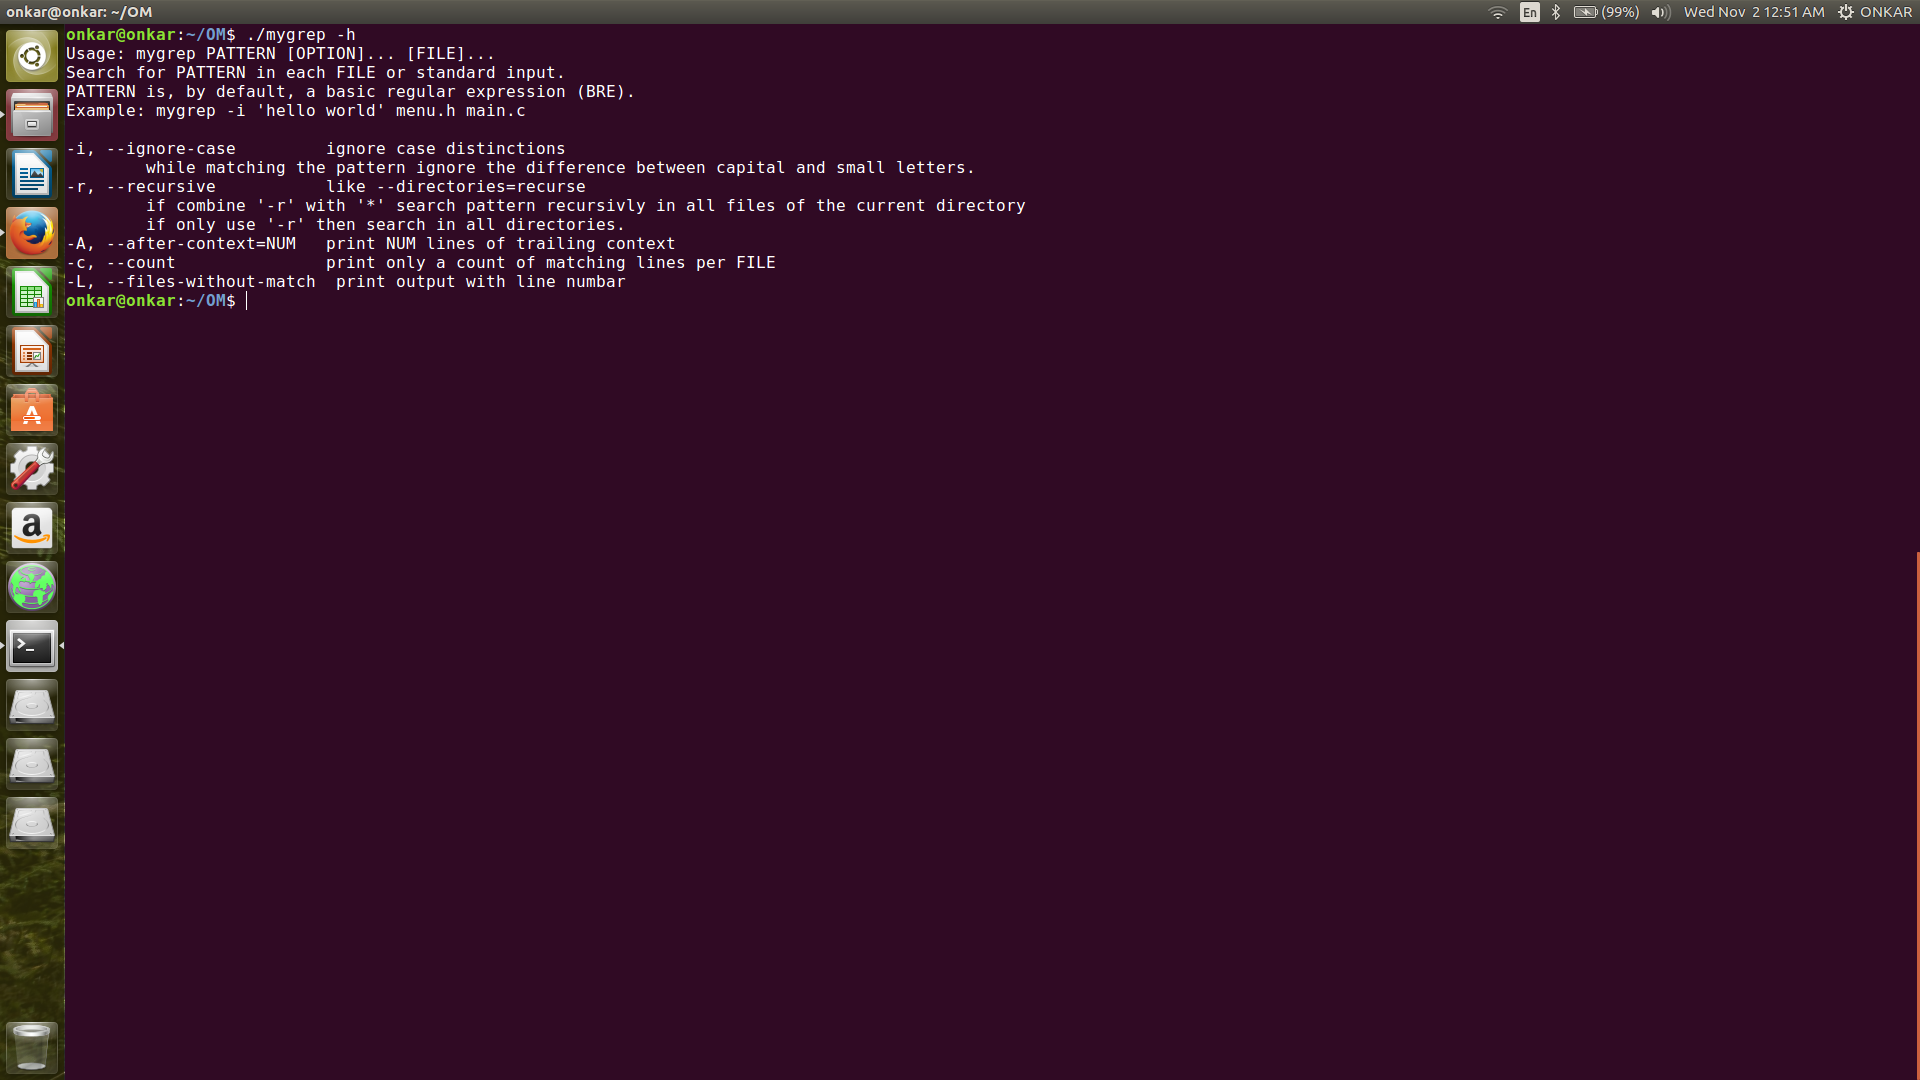 onkar@onkar: ~/OM
En
(99%)
Wed Nov 2 12:51 AM
ONKAR
onkar@onkar:~/OM$ ./mygrep -h
Usage: mygrep PATTERN [OPTION]... [FILE]...
Search for PATTERN in each FILE or standard input.
PATTERN is, by default, a basic regular expression (BRE).
Example: mygrep -i 'hello world' menu.h main.c
-i, --ignore-case         ignore case distinctions
        while matching the pattern ignore the difference between capital and small letters.
-r, --recursive           like --directories=recurse
        if combine '-r' with '*' search pattern recursivly in all files of the current directory
        if only use '-r' then search in all directories.
-A, --after-context=NUM   print NUM lines of trailing context
-c, --count               print only a count of matching lines per FILE
-L, --files-without-match  print output with line numbar
onkar@onkar:~/OM$